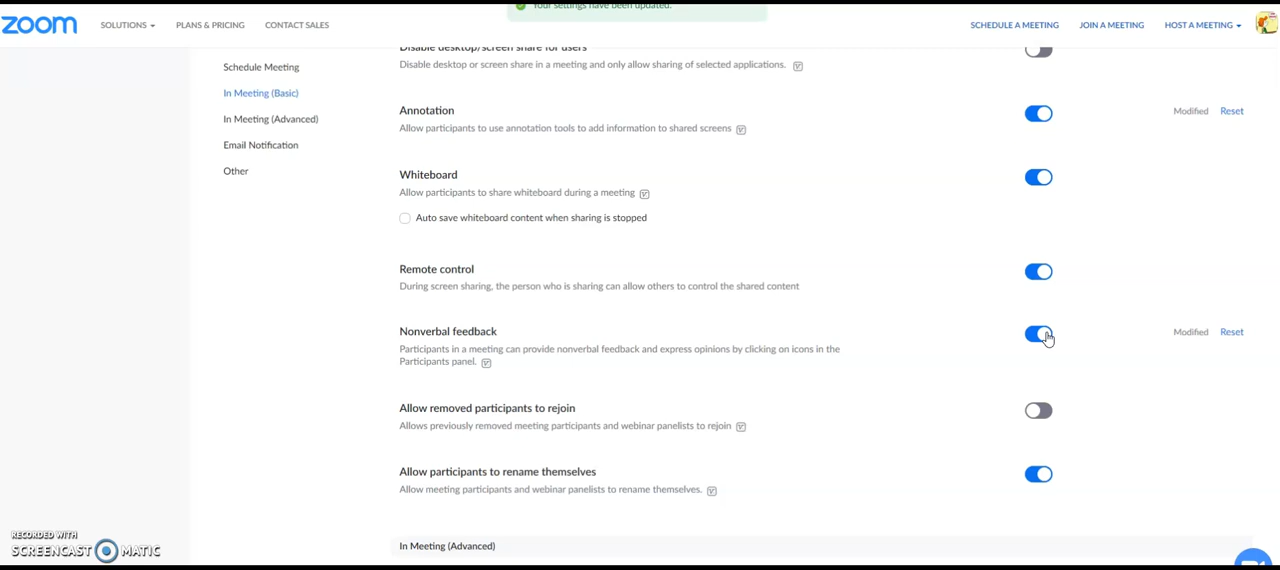 Your settings have been updated.
zoom
SOLUTIONS
PLANS & PRICING
CONTACT SALES
SCHEDULE A MEETING
JOIN A MEETING
HOST A MEETING
Schedule Meeting
In Meeting (Basic)
In Meeting (Advanced)
Email Notification
Other
Disable desktop/screen share for users
Disable desktop or screen share in a meeting and only allow sharing of selected applications.
Annotation
Modified Reset
Allow participants to use annotation tools to add information to shared screens
Whiteboard
Allow participants to share whiteboard during a meeting
Auto save whiteboard content when sharing is stopped
Remote control
During screen sharing, the person who is sharing can allow others to control the shared content
Nonverbal feedback
Modified Reset
Participants in a meeting can provide nonverbal feedback and express opinions by clicking on icons in the
Participants panel.
Allow removed participants to rejoin
Allows previously removed meeting participants and webinar panelists to rejoin
Allow participants to rename themselves
Allow meeting participants and webinar panelists to rename themselves.
In Meeting (Advanced)
RECORDED WITH
SCREENCAST MATIC